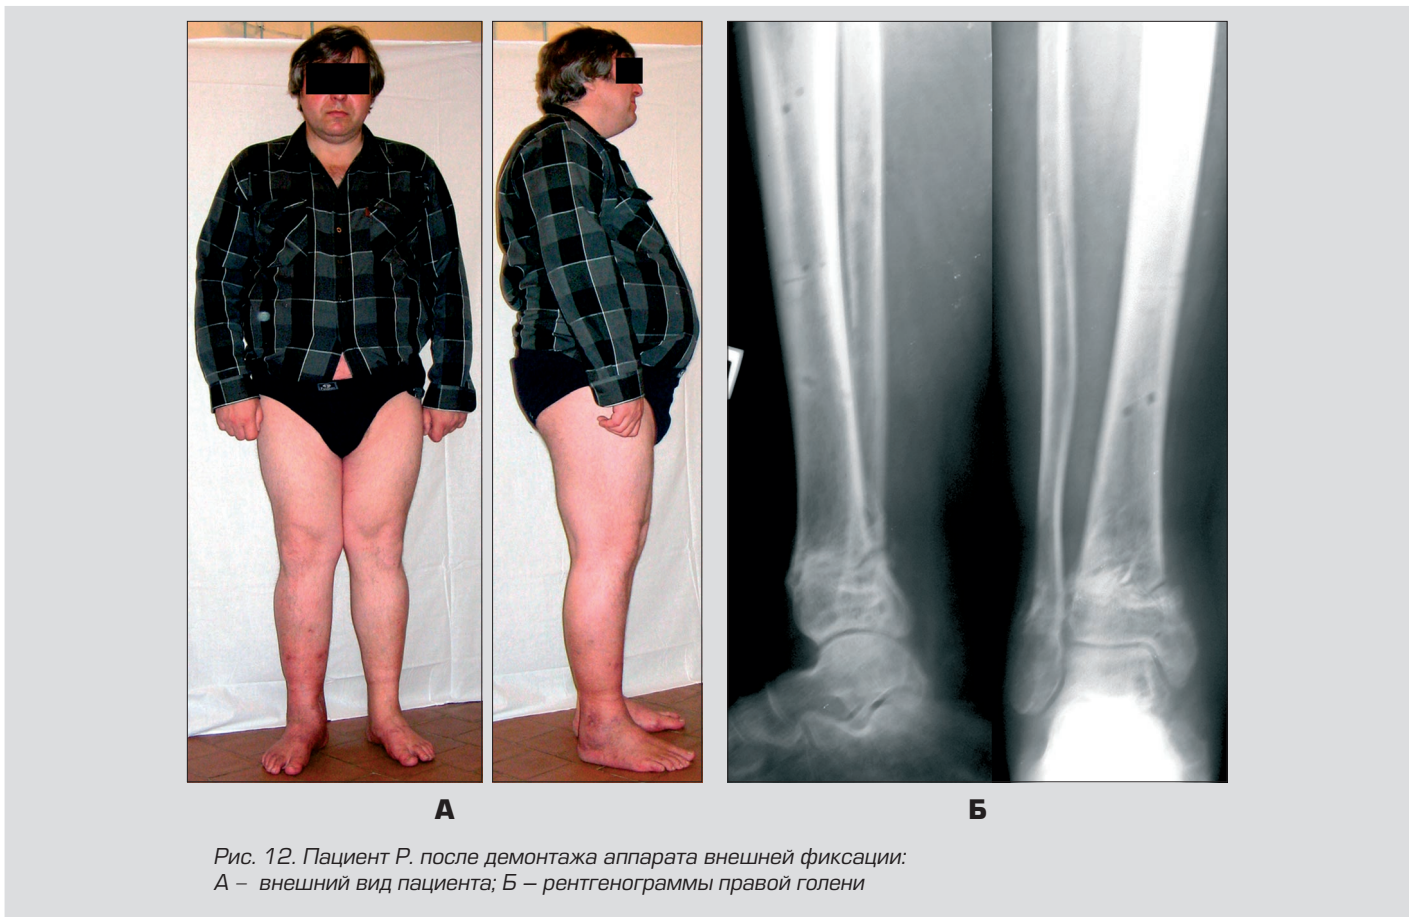 А
Б
Рис. 12. Пациент Р. после демонтажа аппарата внешней фиксации:
А – внешний вид пациента; Б – рентгенограммы правой голени